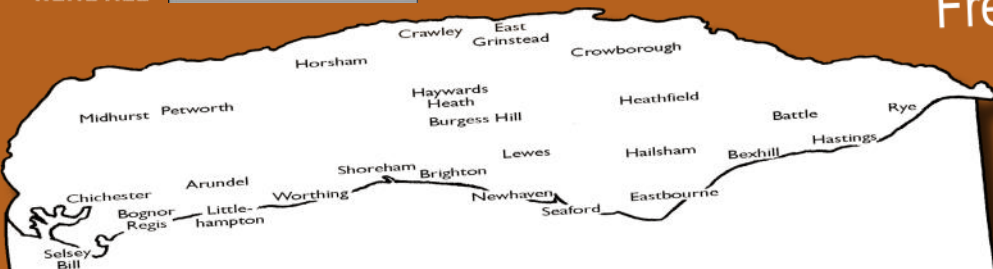 Fre
Crawley
East
Grinstead
Crowborough
Horsham
Haywards
Heath
Heathfield
Midhurst
Petworth
Burgess Hill
Battle
Rye
Hastings
Lewes
Hailsham
Bexhill
Shoreham
Brighton
Chichester
Arundel
Worthing
Newhaven
Eastbourne
Seaford
Bognor
Regis
Little-
hampton
Selsey
Bill